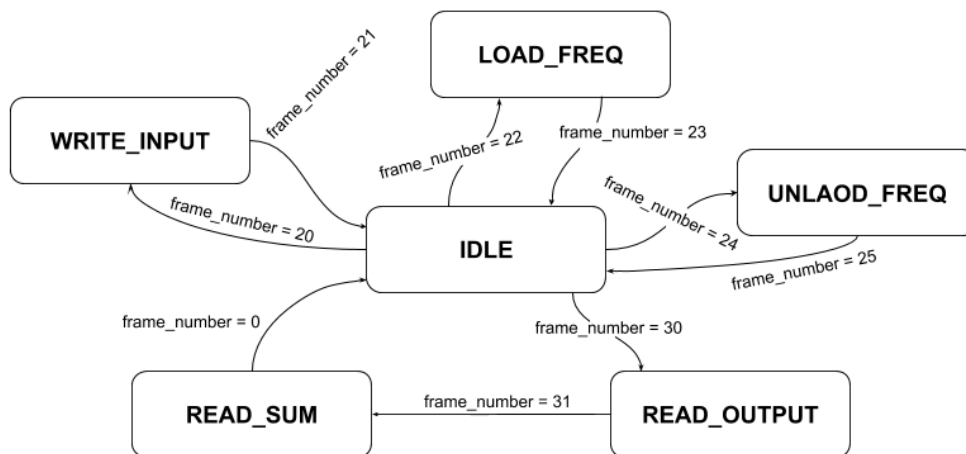 LOAD_FREQ
frame_number = 21
WRITE_INPUT
frame_number = 22
frame_number = 23
UNLAOD_FREQ
frame_number = 20
IDLE
frame_number = 24
frame_number = 25
frame_number = 0
frame_number = 30
READ_SUM
frame_number = 31
READ_OUTPUT